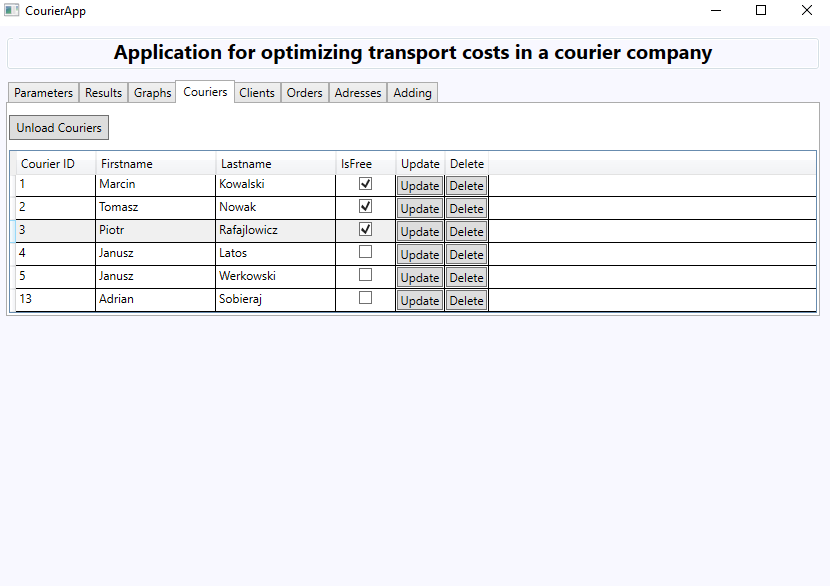 CourierApp
Application for optimizing transport costs in a courier company
Parameters Results Graphs Couriers Clients Orders Adresses Adding
Unload Couriers
Courier ID Firstname Lastname IsFree Update Delete
1 Marcin Kowalski Update Delete
2 Tomasz Nowak Update Delete
3 Piotr Rafajlowicz Update Delete
4 Janusz Latos Update Delete
5 Janusz Werkowski Update Delete
13 Adrian Sobieraj Update Delete